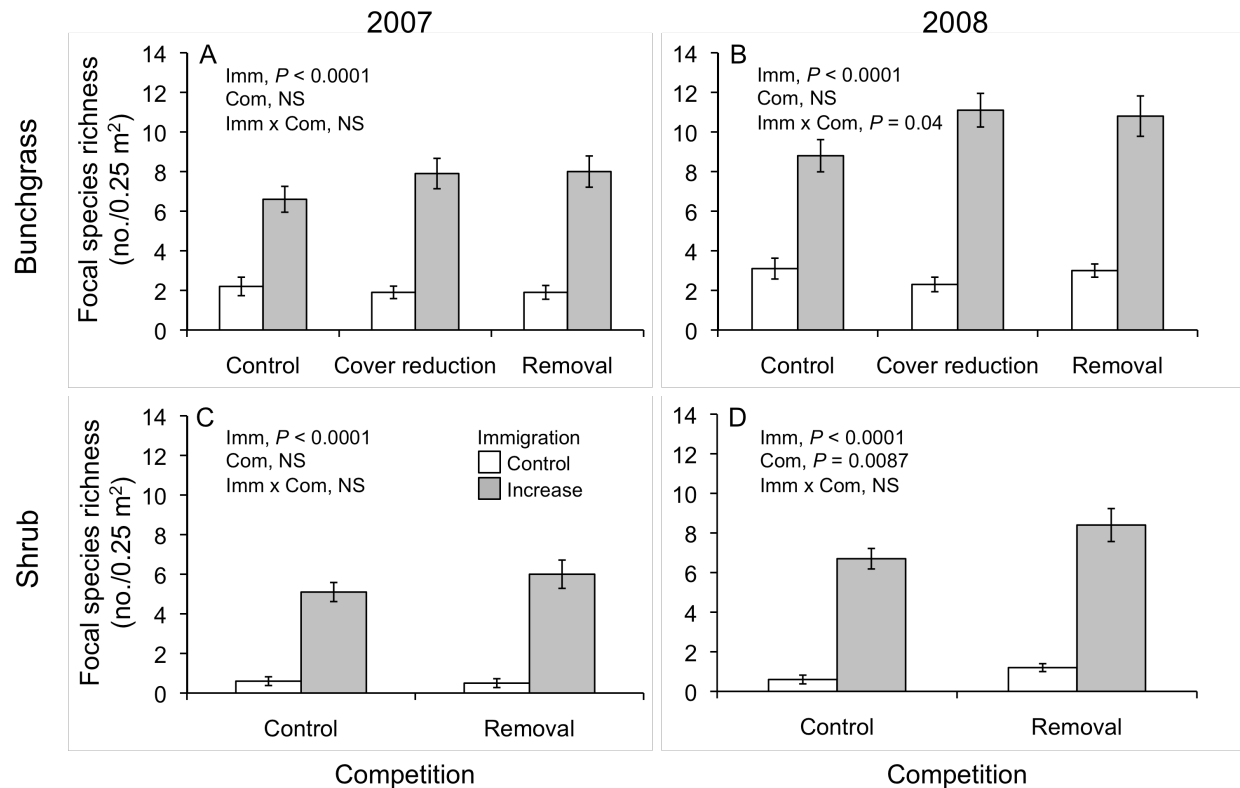 2007
2008
Bunchgrass
Focal species richness
(no./0.25 m²)
14
12
10
8
6
4
2
0
A
Imm, P < 0.0001
Com, NS
Imm x Com, NS
Control
Cover reduction
Removal
14
12
10
8
6
4
2
0
B
Imm, P < 0.0001
Com, NS
Imm x Com, P = 0.04
Control
Cover reduction
Removal
Shrub
Focal species richness
(no./0.25 m²)
14
12
10
8
6
4
2
0
C
Imm, P < 0.0001
Com, NS
Imm x Com, NS
Immigration
Control
Increase
Control
Removal
Competition
14
12
10
8
6
4
2
0
D
Imm, P < 0.0001
Com, P = 0.0087
Imm x Com, NS
Control
Removal
Competition